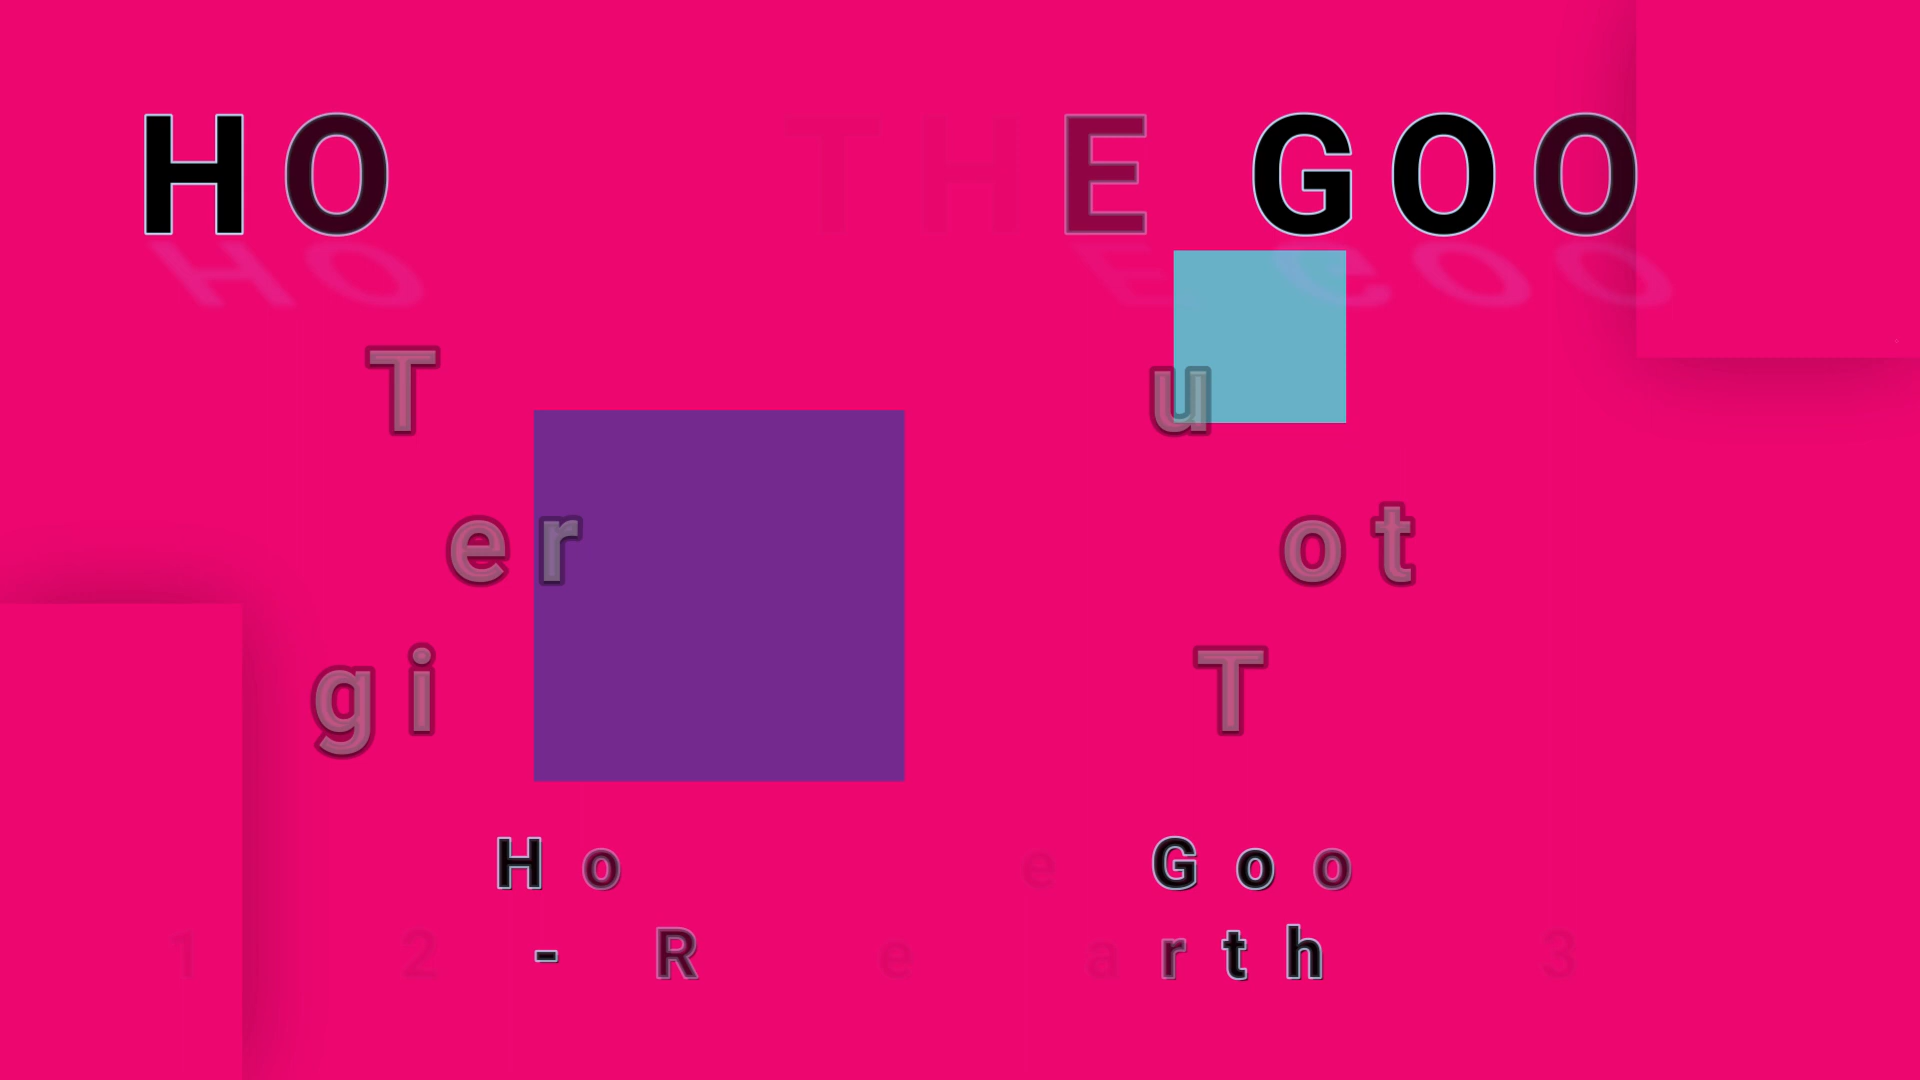 HO THE GOO
T u
er ot
gi T
Ho e Goo
1 2 - R e arth 3